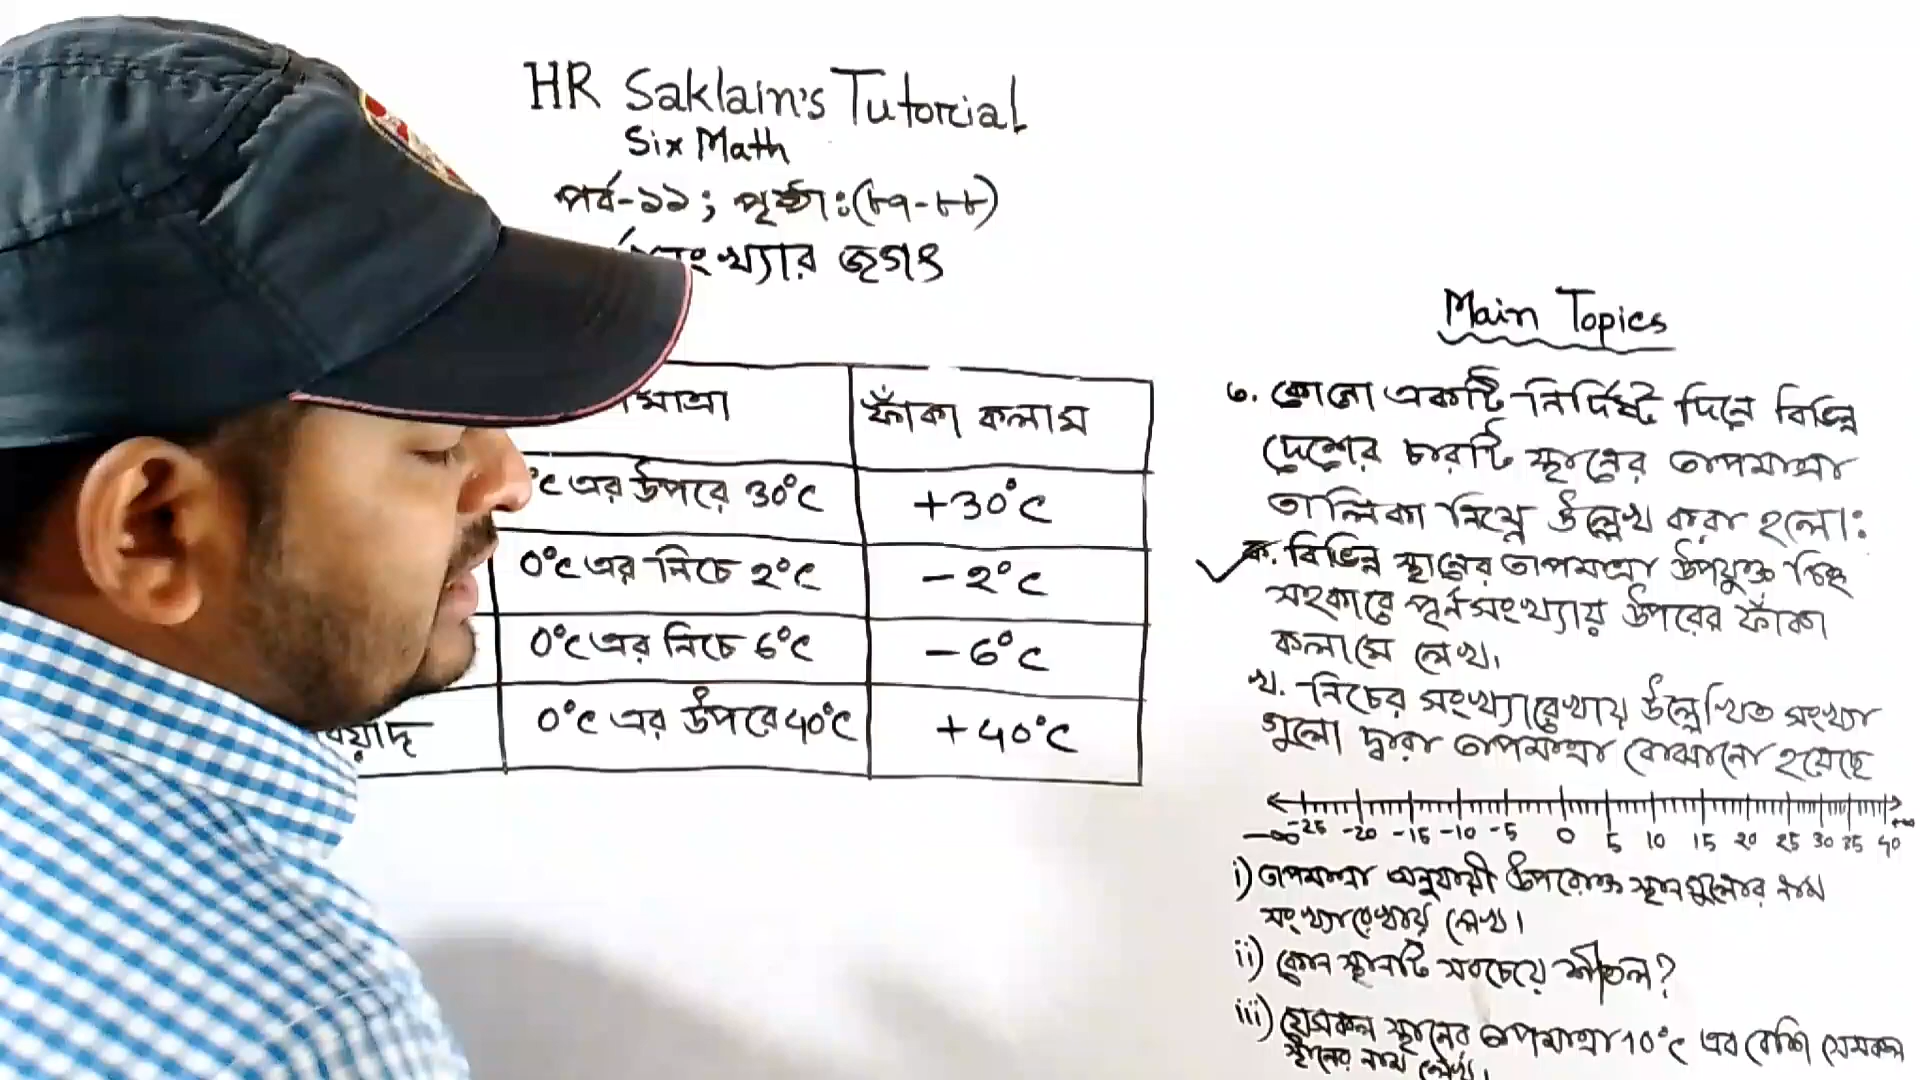 HR Saklain's Tutorial
Six Math
পর্ব-১১; পৃষ্ঠা:(৮৭-৮৮)
সংখ্যার জগৎ
মাত্রা
ফাঁকা কলাম
°c এর উপরে 30°c
+30°c
0°c এর নিচে 2°c
-2°c
0°c এর নিচে 6°c
-6°c
য়াদ
0°c এর উপরে 40°c
+40°c
Main Topics
৩. কোনো একটি নির্দিষ্ট দিনে বিভিন্ন
দেশের চারটি স্থানের তাপমাত্রা
তালিকা নিম্নে উল্লেখ করা হলো:
ক. বিভিন্ন স্থানের তাপমাত্রা উপযুক্ত চিহ্ন
সহকারে পূর্নসংখ্যায় উপরের ফাঁকা
কলামে লেখ।
খ. নিচের সংখ্যারেখায় উল্লেখিত সংখ্যা
গুলো দ্বারা তাপমাত্রা বোঝানো হয়েছে
-∞ -25 -20 -15 -10 -5 0 5 10 15 20 25 30 35 40 +∞
i) তাপমাত্রা অনুযায়ী উপরোক্ত স্থানগুলোর নাম
সংখ্যারেখায় লেখ।
ii) কোন স্থানটি সবচেয়ে শীতল?
iii) যেসকল স্থানের তাপমাত্রা 10°c এর বেশি সেসকল
স্থানের নাম লেখ।